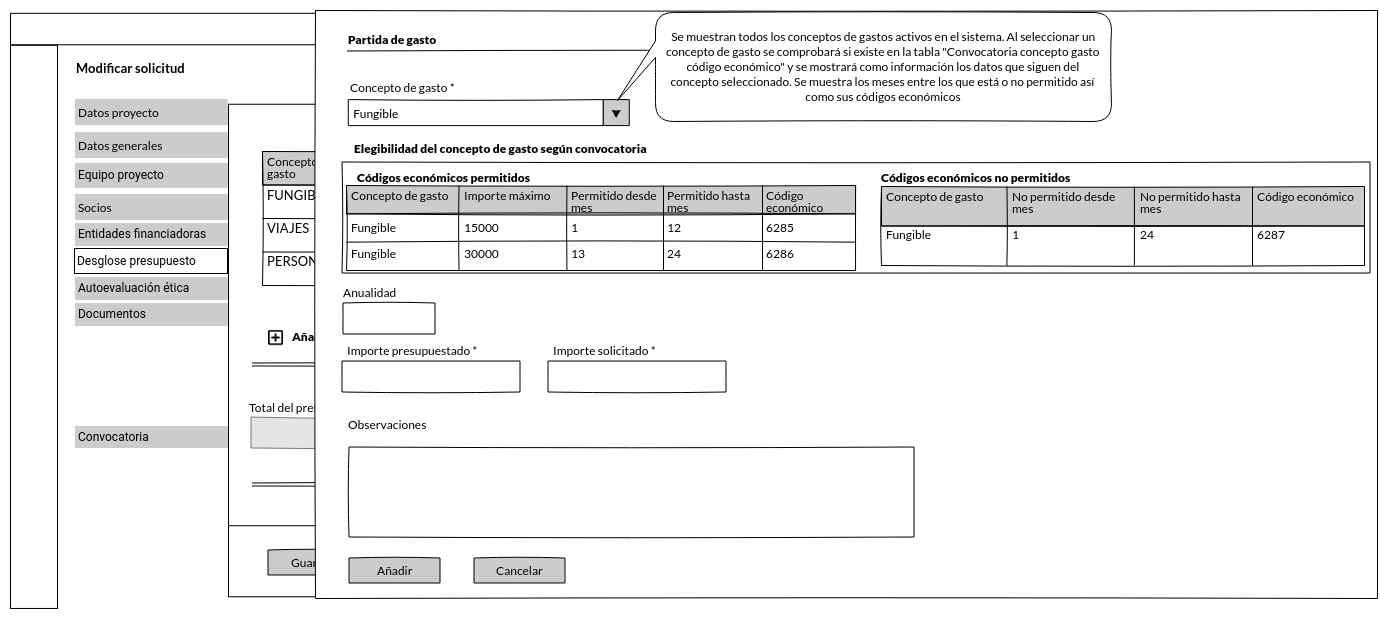 Modificar solicitud
Datos proyecto
Datos generales
Equipo proyecto
Socios
Entidades financiadoras
Desglose presupuesto
Autoevaluación ética
Documentos
Convocatoria
Concepto
gasto
FUNGIB
VIAJES
PERSON
Aña
Total del pres
Guar
Partida de gasto
Se muestran todos los conceptos de gastos activos en el sistema. Al seleccionar un
concepto de gasto se comprobará si existe en la tabla "Convocatoria concepto gasto
código económico" y se mostrará como información los datos que siguen del
concepto seleccionado. Se muestra los meses entre los que está o no permitido así
como sus códigos económicos
Concepto de gasto *
Fungible
Elegibilidad del concepto de gasto según convocatoria
Códigos económicos permitidos
Concepto de gasto Importe máximo Permitido desde mes Permitido hasta mes Código económico
Fungible 15000 1 12 6285
Fungible 30000 13 24 6286
Códigos económicos no permitidos
Concepto de gasto No permitido desde mes No permitido hasta mes Código económico
Fungible 1 24 6287
Anualidad
Importe presupuestado * Importe solicitado *
Observaciones
Añadir Cancelar